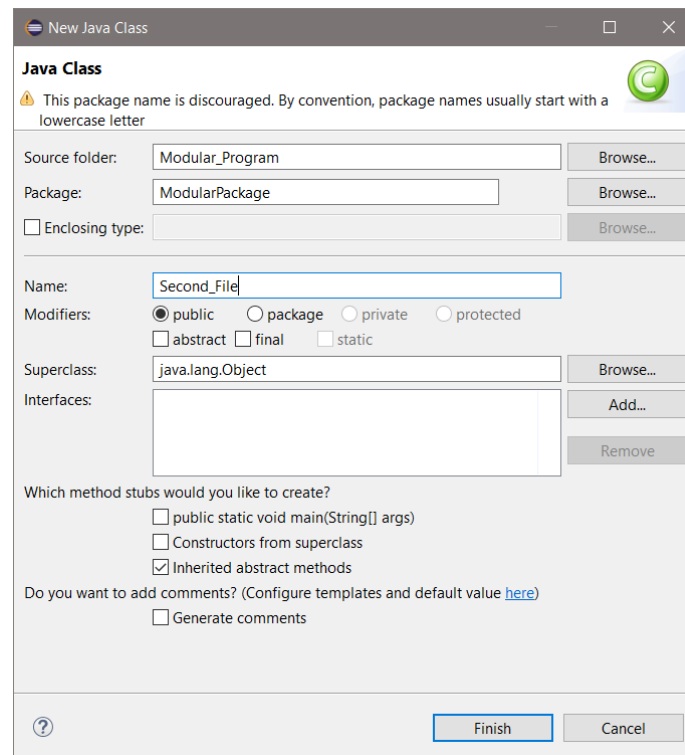 New Java Class
Java Class
This package name is discouraged. By convention, package names usually start with a
lowercase letter
Source folder: Modular_Program Browse...
Package: ModularPackage Browse...
Enclosing type: Browse...
Name: Second_File
Modifiers: public package private protected
abstract final static
Superclass: java.lang.Object Browse...
Interfaces: Add...
Remove
Which method stubs would you like to create?
public static void main(String[] args)
Constructors from superclass
Inherited abstract methods
Do you want to add comments? (Configure templates and default value here)
Generate comments
? Finish Cancel